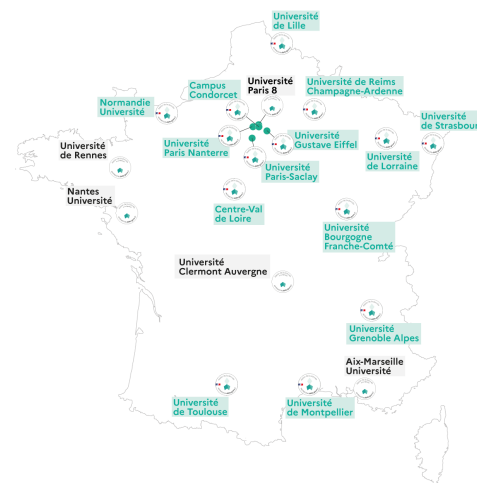 Université
de Lille
Campus
Condorcet
Université
Paris 8
Université de Reims
Champagne-Ardenne
Normandie
Université
Université
de Strasbourg
Université
de Rennes
Université
Paris Nanterre
Université
Gustave Eiffel
Université
de Lorraine
Université
Paris-Saclay
Nantes
Université
Centre-Val
de Loire
Université
Bourgogne
Franche-Comté
Université
Clermont Auvergne
Université
Grenoble Alpes
Aix-Marseille
Université
Université
de Toulouse
Université
de Montpellier